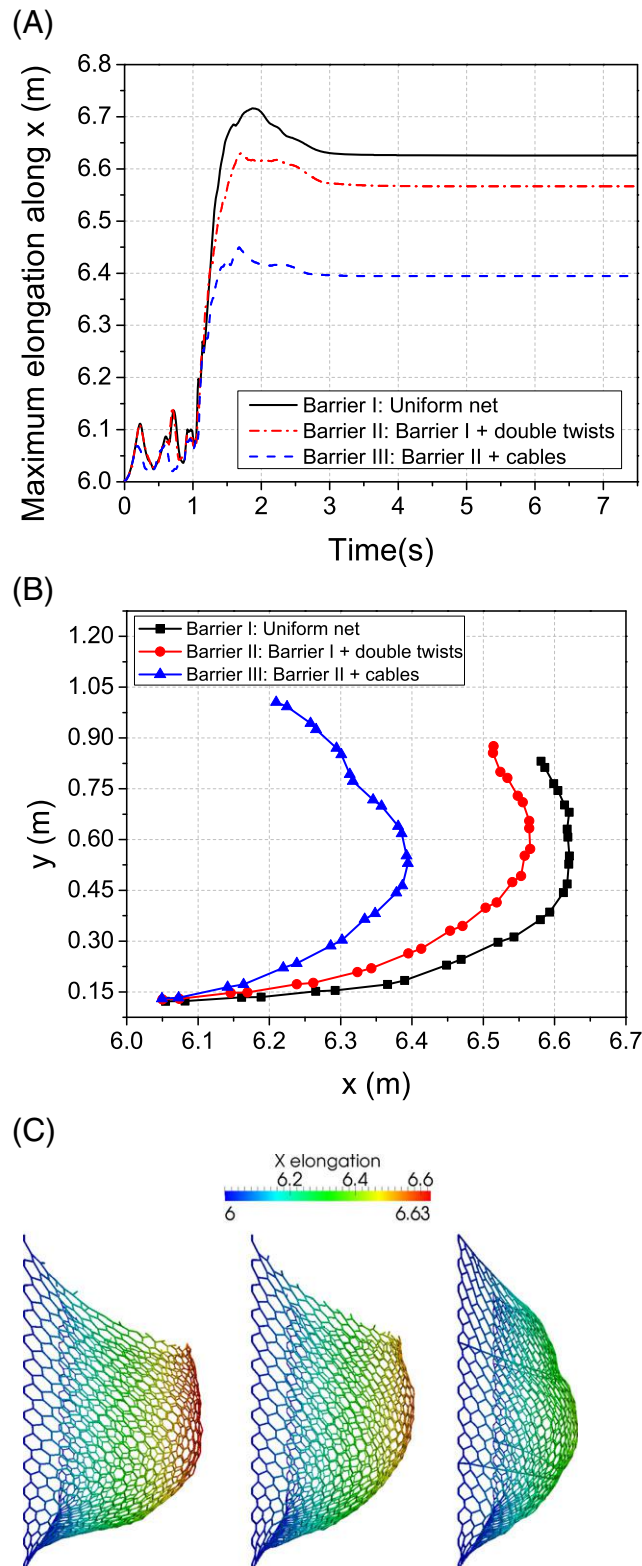 (A)
Maximum elongation along x (m)
6.8
6.7
6.6
6.5
6.4
6.3
6.2
6.1
6.0
Barrier I: Uniform net
Barrier II: Barrier I + double twists
Barrier III: Barrier II + cables
0 1 2 3 4 5 6 7
Time(s)
(B)
y (m)
1.20
1.05
0.90
0.75
0.60
0.45
0.30
0.15
Barrier I: Uniform net
Barrier II: Barrier I + double twists
Barrier III: Barrier II + cables
6.0 6.1 6.2 6.3 6.4 6.5 6.6 6.7
x (m)
(C)
X elongation
6.2 6.4 6.6
6 6.63